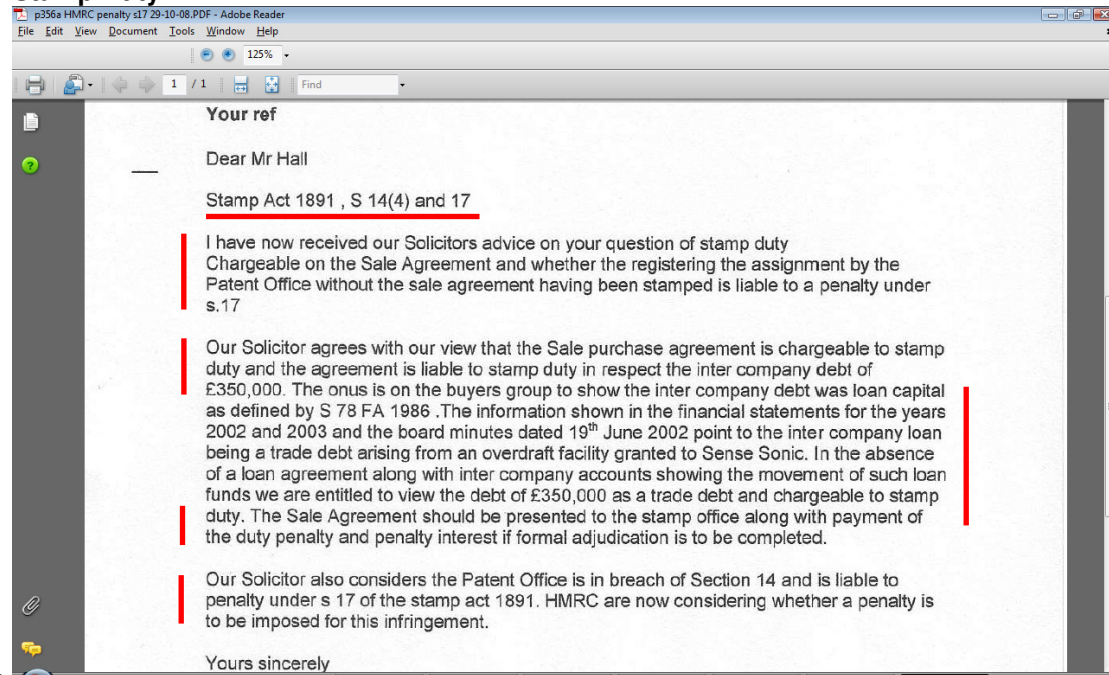 Stamp Duty
p356a HMRC penalty s17 29-10-08.PDF - Adobe Reader
File Edit View Document Tools Window Help
125%
1 / 1 Find
Your ref
Dear Mr Hall
Stamp Act 1891 , S 14(4) and 17
I have now received our Solicitors advice on your question of stamp duty
Chargeable on the Sale Agreement and whether the registering the assignment by the
Patent Office without the sale agreement having been stamped is liable to a penalty under
s.17
Our Solicitor agrees with our view that the Sale purchase agreement is chargeable to stamp
duty and the agreement is liable to stamp duty in respect the inter company debt of
£350,000. The onus is on the buyers group to show the inter company debt was loan capital
as defined by S 78 FA 1986 .The information shown in the financial statements for the years
2002 and 2003 and the board minutes dated 19th June 2002 point to the inter company loan
being a trade debt arising from an overdraft facility granted to Sense Sonic. In the absence
of a loan agreement along with inter company accounts showing the movement of such loan
funds we are entitled to view the debt of £350,000 as a trade debt and chargeable to stamp
duty. The Sale Agreement should be presented to the stamp office along with payment of
the duty penalty and penalty interest if formal adjudication is to be completed.
Our Solicitor also considers the Patent Office is in breach of Section 14 and is liable to
penalty under s 17 of the stamp act 1891. HMRC are now considering whether a penalty is
to be imposed for this infringement.
Yours sincerely